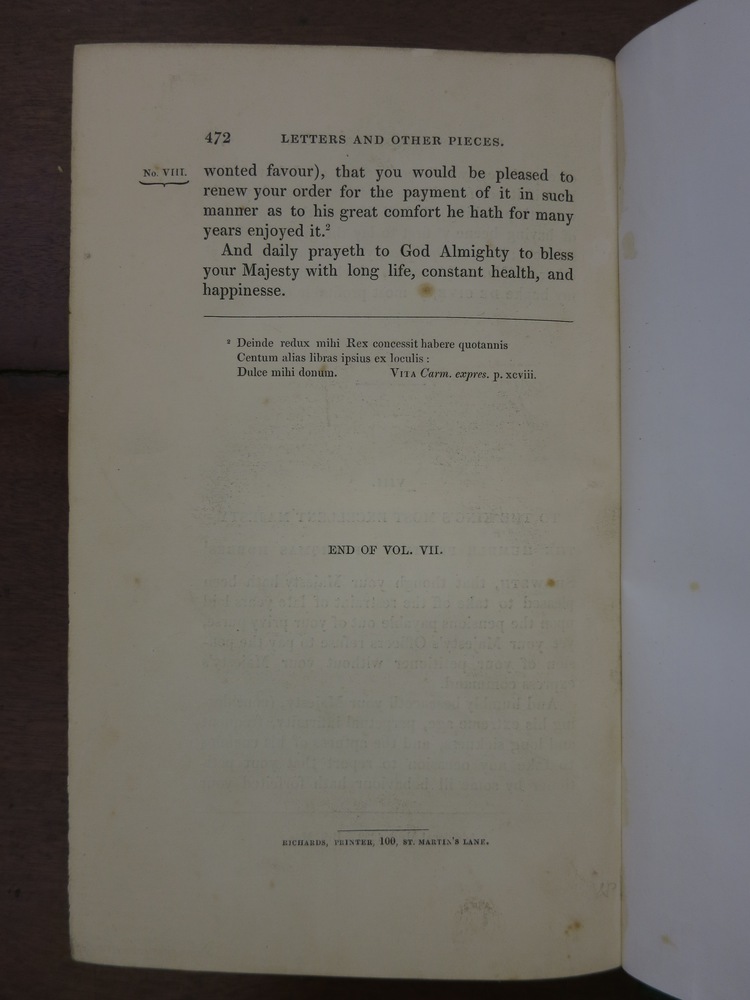 472 LETTERS AND OTHER PIECES.
No. VIII. wonted favour), that you would be pleased to
renew your order for the payment of it in such
manner as to his great comfort he hath for many
years enjoyed it.²
And daily prayeth to God Almighty to bless
your Majesty with long life, constant health, and
happinesse.
² Deinde redux mihi Rex concessit habere quotannis
Centum alias libras ipsius ex loculis :
Dulce mihi donum. VITA Carm. expres. p. xcviii.
END OF VOL. VII.
RICHARDS, PRINTER, 100, ST. MARTIN'S LANE.